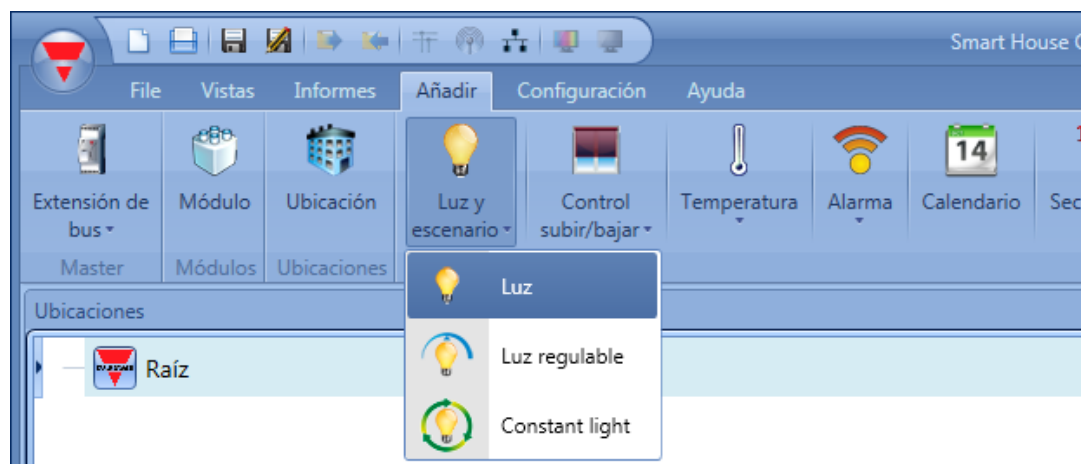 Smart House
File Vistas Informes Añadir Configuración Ayuda
14
Extensión de bus
Módulo
Ubicación
Luz y escenario
Control subir/bajar
Temperatura
Alarma
Calendario
Sec
Master
Módulos
Ubicaciones
Ubicaciones
Raíz
Luz
Luz regulable
Constant light